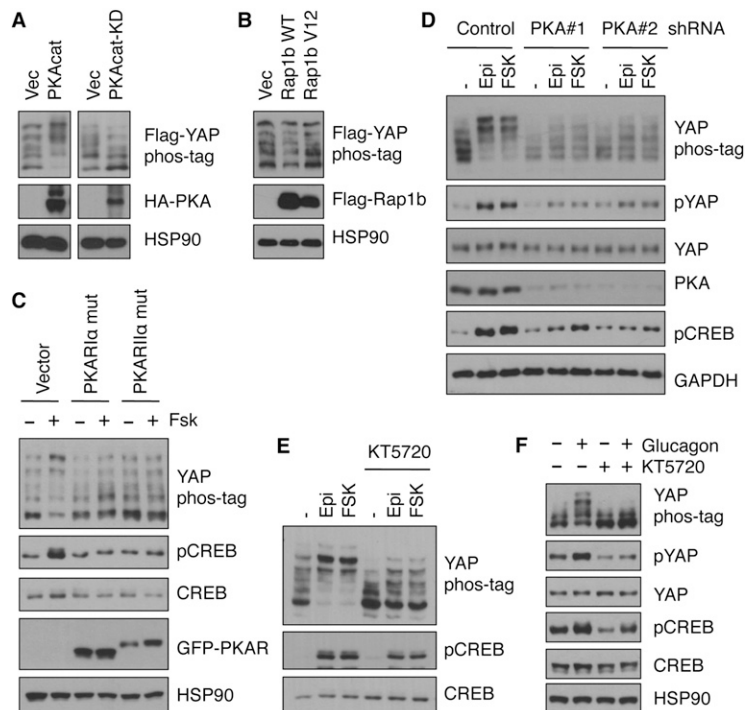 A
Vec
PKAcat
Vec
PKAcat-KD
Flag-YAP
phos-tag
HA-PKA
HSP90
B
Vec
Rap1b WT
Rap1b V12
Flag-YAP
phos-tag
Flag-Rap1b
HSP90
C
Vector
PKARIα mut
PKARIIα mut
– + – + – + Fsk
YAP
phos-tag
pCREB
CREB
GFP-PKAR
HSP90
D
Control PKA#1 PKA#2 shRNA
- Epi FSK - Epi FSK - Epi FSK
YAP
phos-tag
pYAP
YAP
PKA
pCREB
GAPDH
E
KT5720
- Epi FSK - Epi FSK
YAP
phos-tag
pCREB
CREB
F
– + – + Glucagon
– – + + KT5720
YAP
phos-tag
pYAP
YAP
pCREB
CREB
HSP90